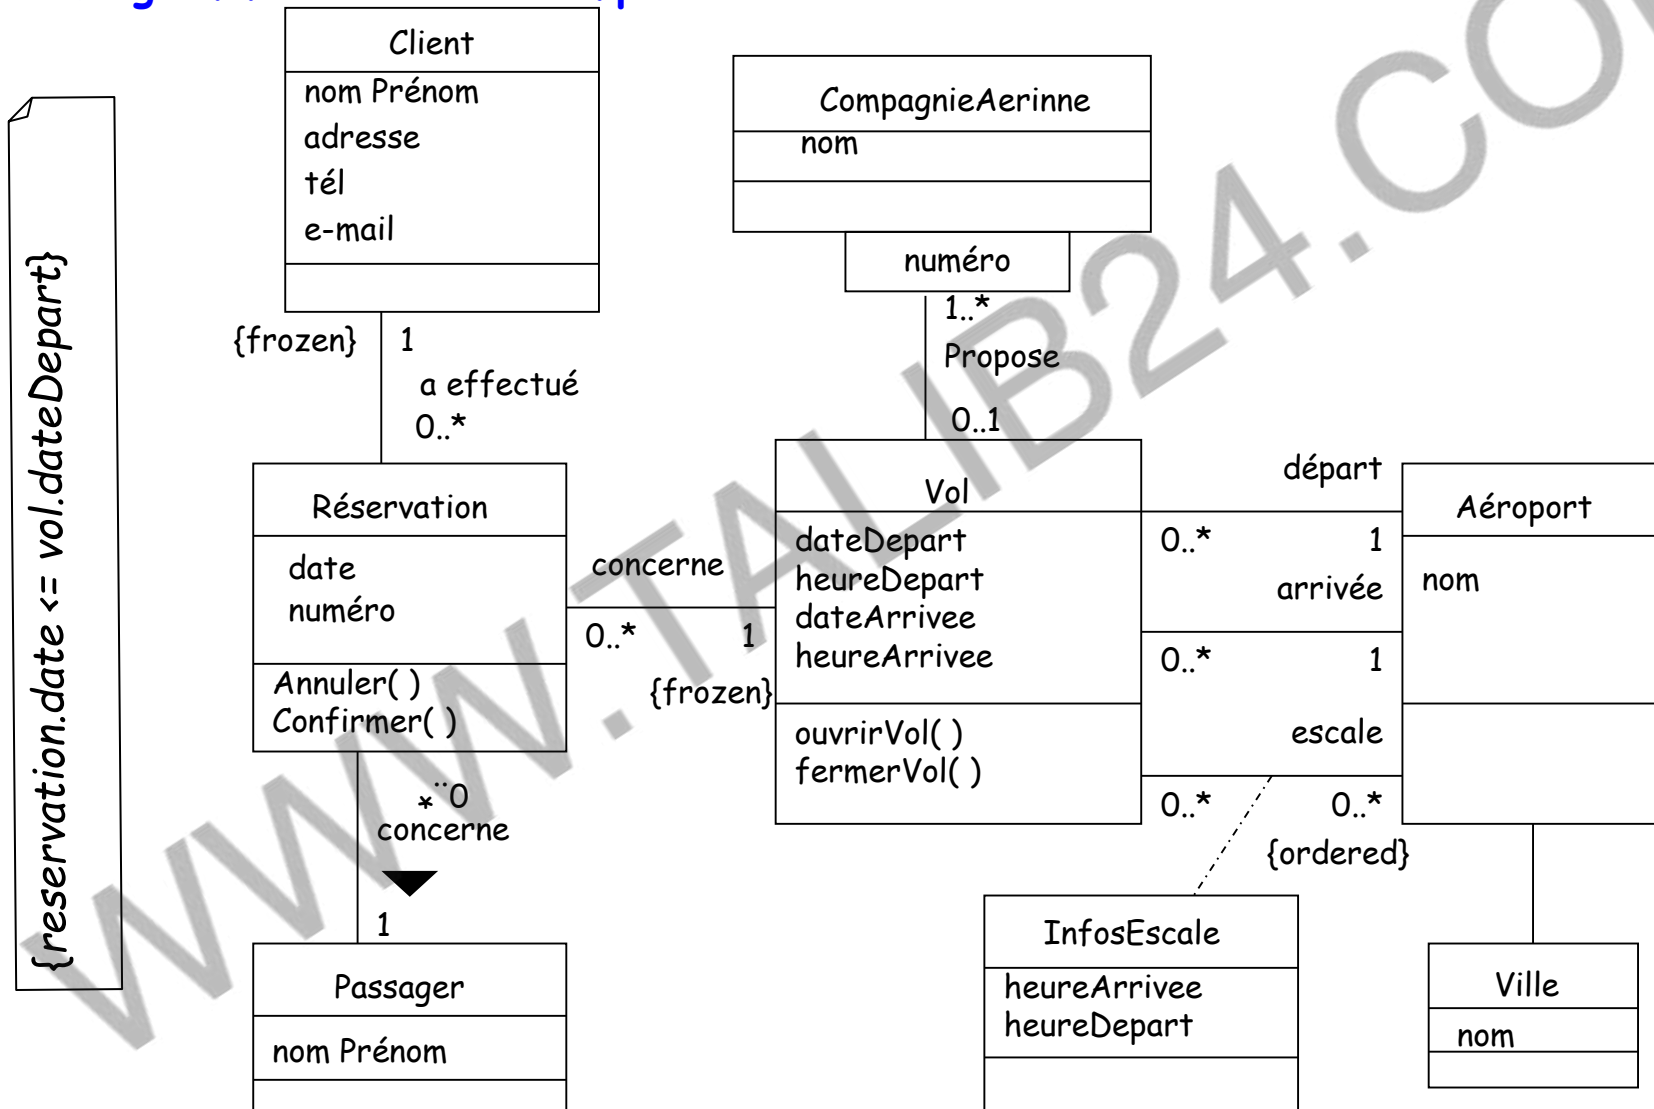 Client
nom Prénom
adresse
tél
e-mail
CompagnieAerinne
nom
numéro
{reservation.date <= vol.dateDepart}
{frozen}
1
a effectué
0..*
1..*
Propose
0..1
Réservation
date
numéro
Annuler( )
Confirmer( )
concerne
0..*
1
{frozen}
Vol
dateDepart
heureDepart
dateArrivee
heureArrivee
ouvrirVol( )
fermerVol( )
départ
0..*
1
arrivée
0..*
1
escale
0..*
0..*
{ordered}
Aéroport
nom
0..*
concerne
1
Passager
nom Prénom
InfosEscale
heureArrivee
heureDepart
Ville
nom
WWW.TALIB24.CO